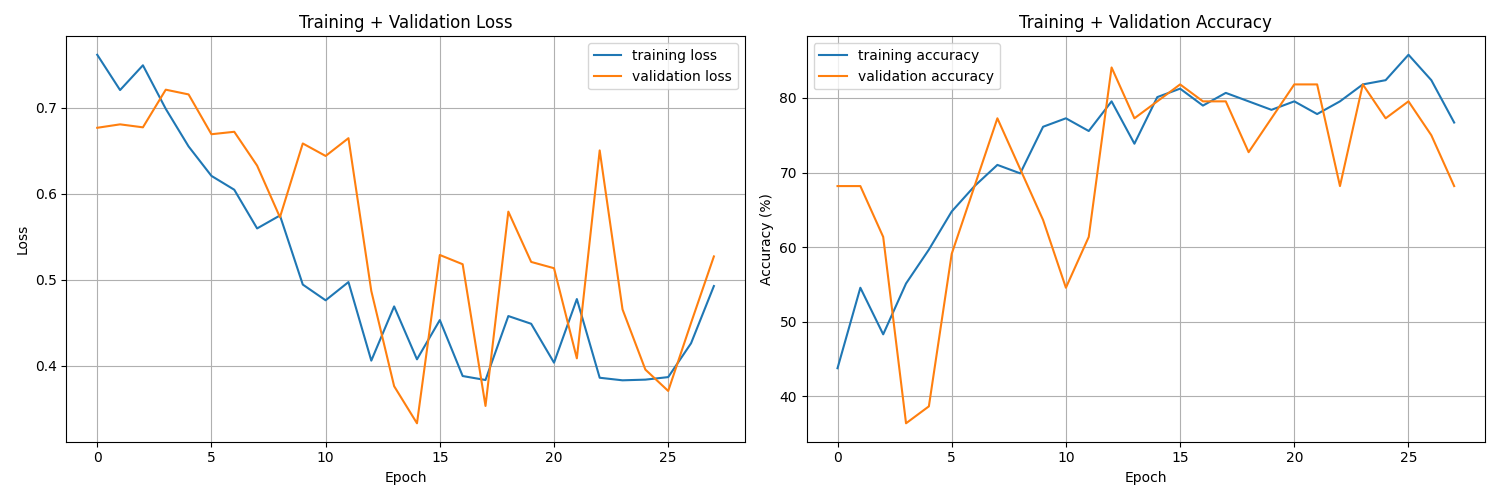 Training + Validation Loss
training loss
validation loss
Loss
0.7
0.6
0.5
0.4
0 5 10 15 20 25
Epoch
Training + Validation Accuracy
training accuracy
validation accuracy
Accuracy (%)
80
70
60
50
40
0 5 10 15 20 25
Epoch